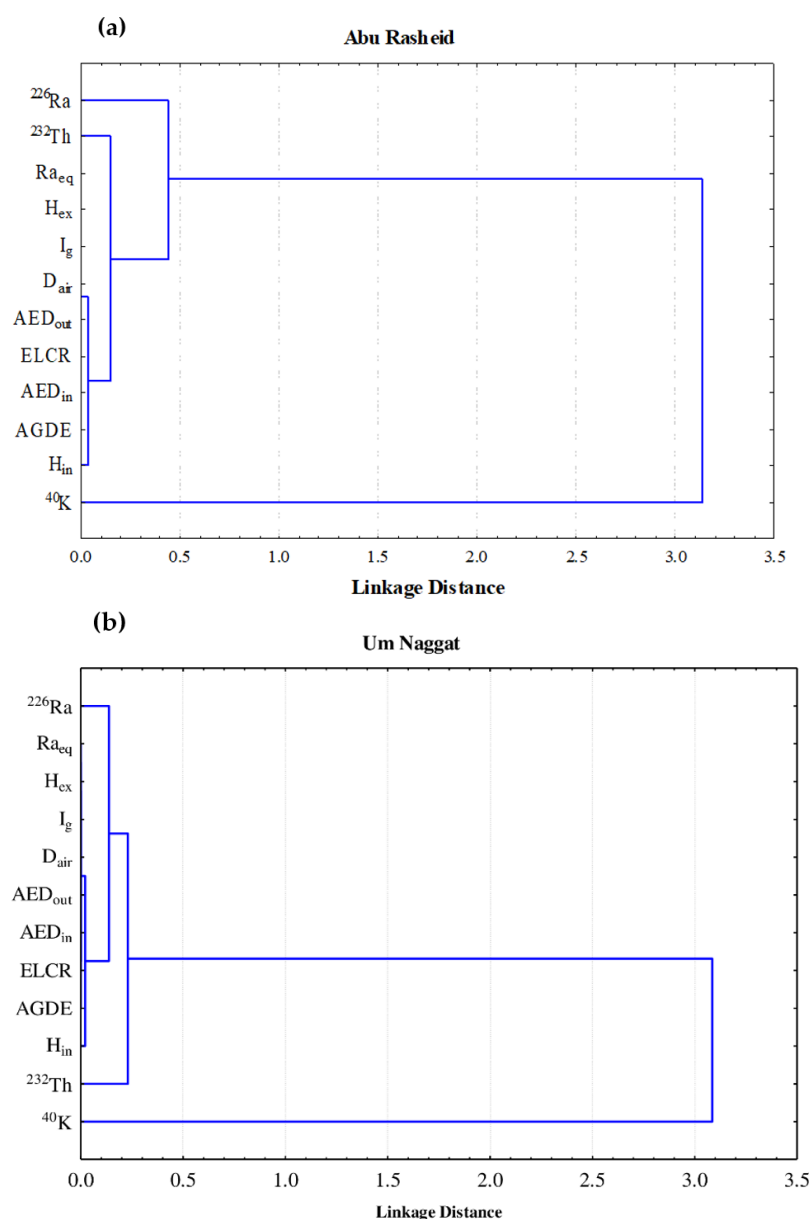 (a)
Abu Rasheid
²²⁶Ra
²³²Th
Raeq
Hex
Ig
Dair
AEDout
ELCR
AEDin
AGDE
Hin
⁴⁰K
0.0 0.5 1.0 1.5 2.0 2.5 3.0 3.5
Linkage Distance
(b)
Um Naggat
²²⁶Ra
Raeq
Hex
Ig
Dair
AEDout
AEDin
ELCR
AGDE
Hin
²³²Th
⁴⁰K
0.0 0.5 1.0 1.5 2.0 2.5 3.0 3.5
Linkage Distance